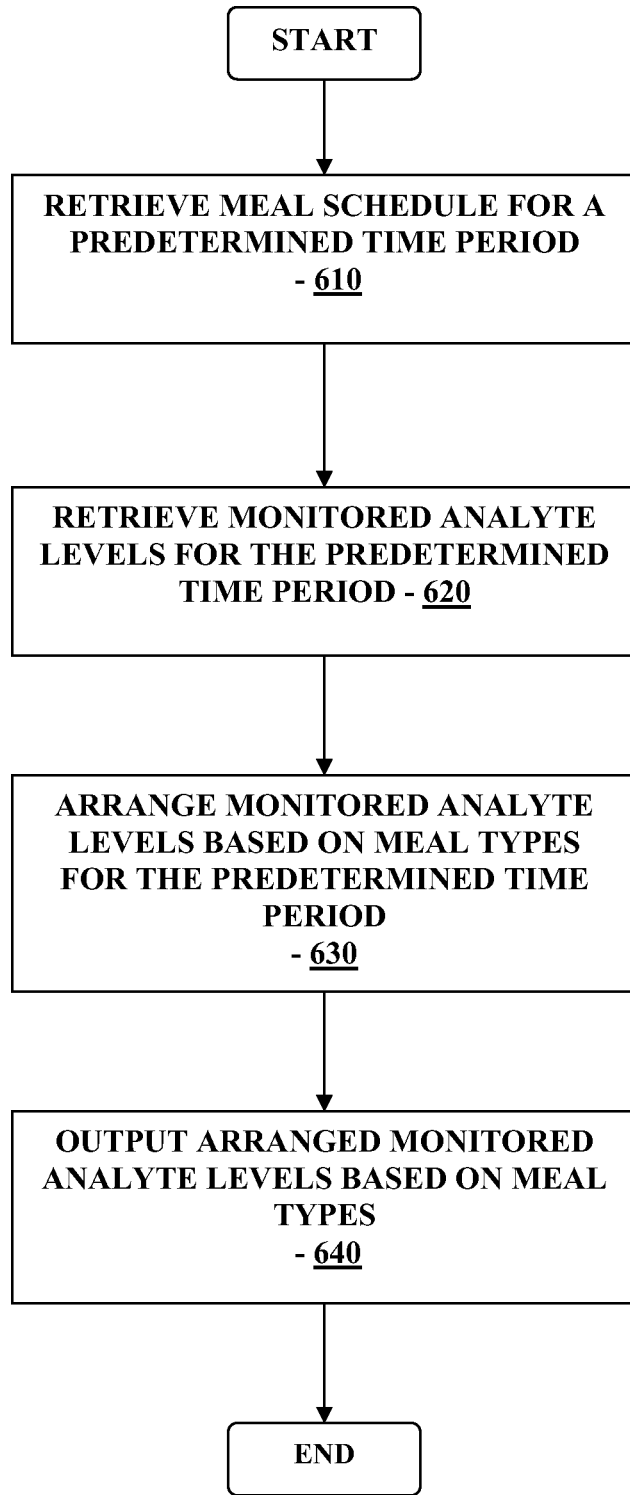 START
RETRIEVE MEAL SCHEDULE FOR A
PREDETERMINED TIME PERIOD
- 610
RETRIEVE MONITORED ANALYTE
LEVELS FOR THE PREDETERMINED
TIME PERIOD - 620
ARRANGE MONITORED ANALYTE
LEVELS BASED ON MEAL TYPES
FOR THE PREDETERMINED TIME
PERIOD
- 630
OUTPUT ARRANGED MONITORED
ANALYTE LEVELS BASED ON MEAL
TYPES
- 640
END